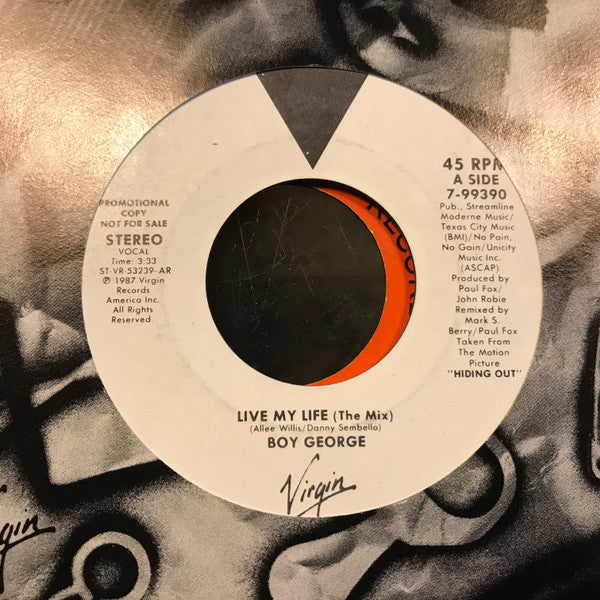 PROMOTIONAL
COPY
NOT FOR SALE
STEREO
VOCAL
Time: 3:33
ST-VR-53239-AR
℗ 1987 Virgin
Records
America Inc.
All Rights
Reserved.
45 RPM
A SIDE
7-99390
Pub., Streamline
Moderne Music/
Texas City Music
(BMI)/No Pain,
No Gain/Unicity
Music Inc.
(ASCAP)
Produced by
Paul Fox/
John Robie
Remixed by
Mark S.
Berry/Paul Fox
Taken From
The Motion
Picture
"HIDING OUT"
LIVE MY LIFE (The Mix)
(Allee Willis/Danny Sembello)
BOY GEORGE
Virgin
gin